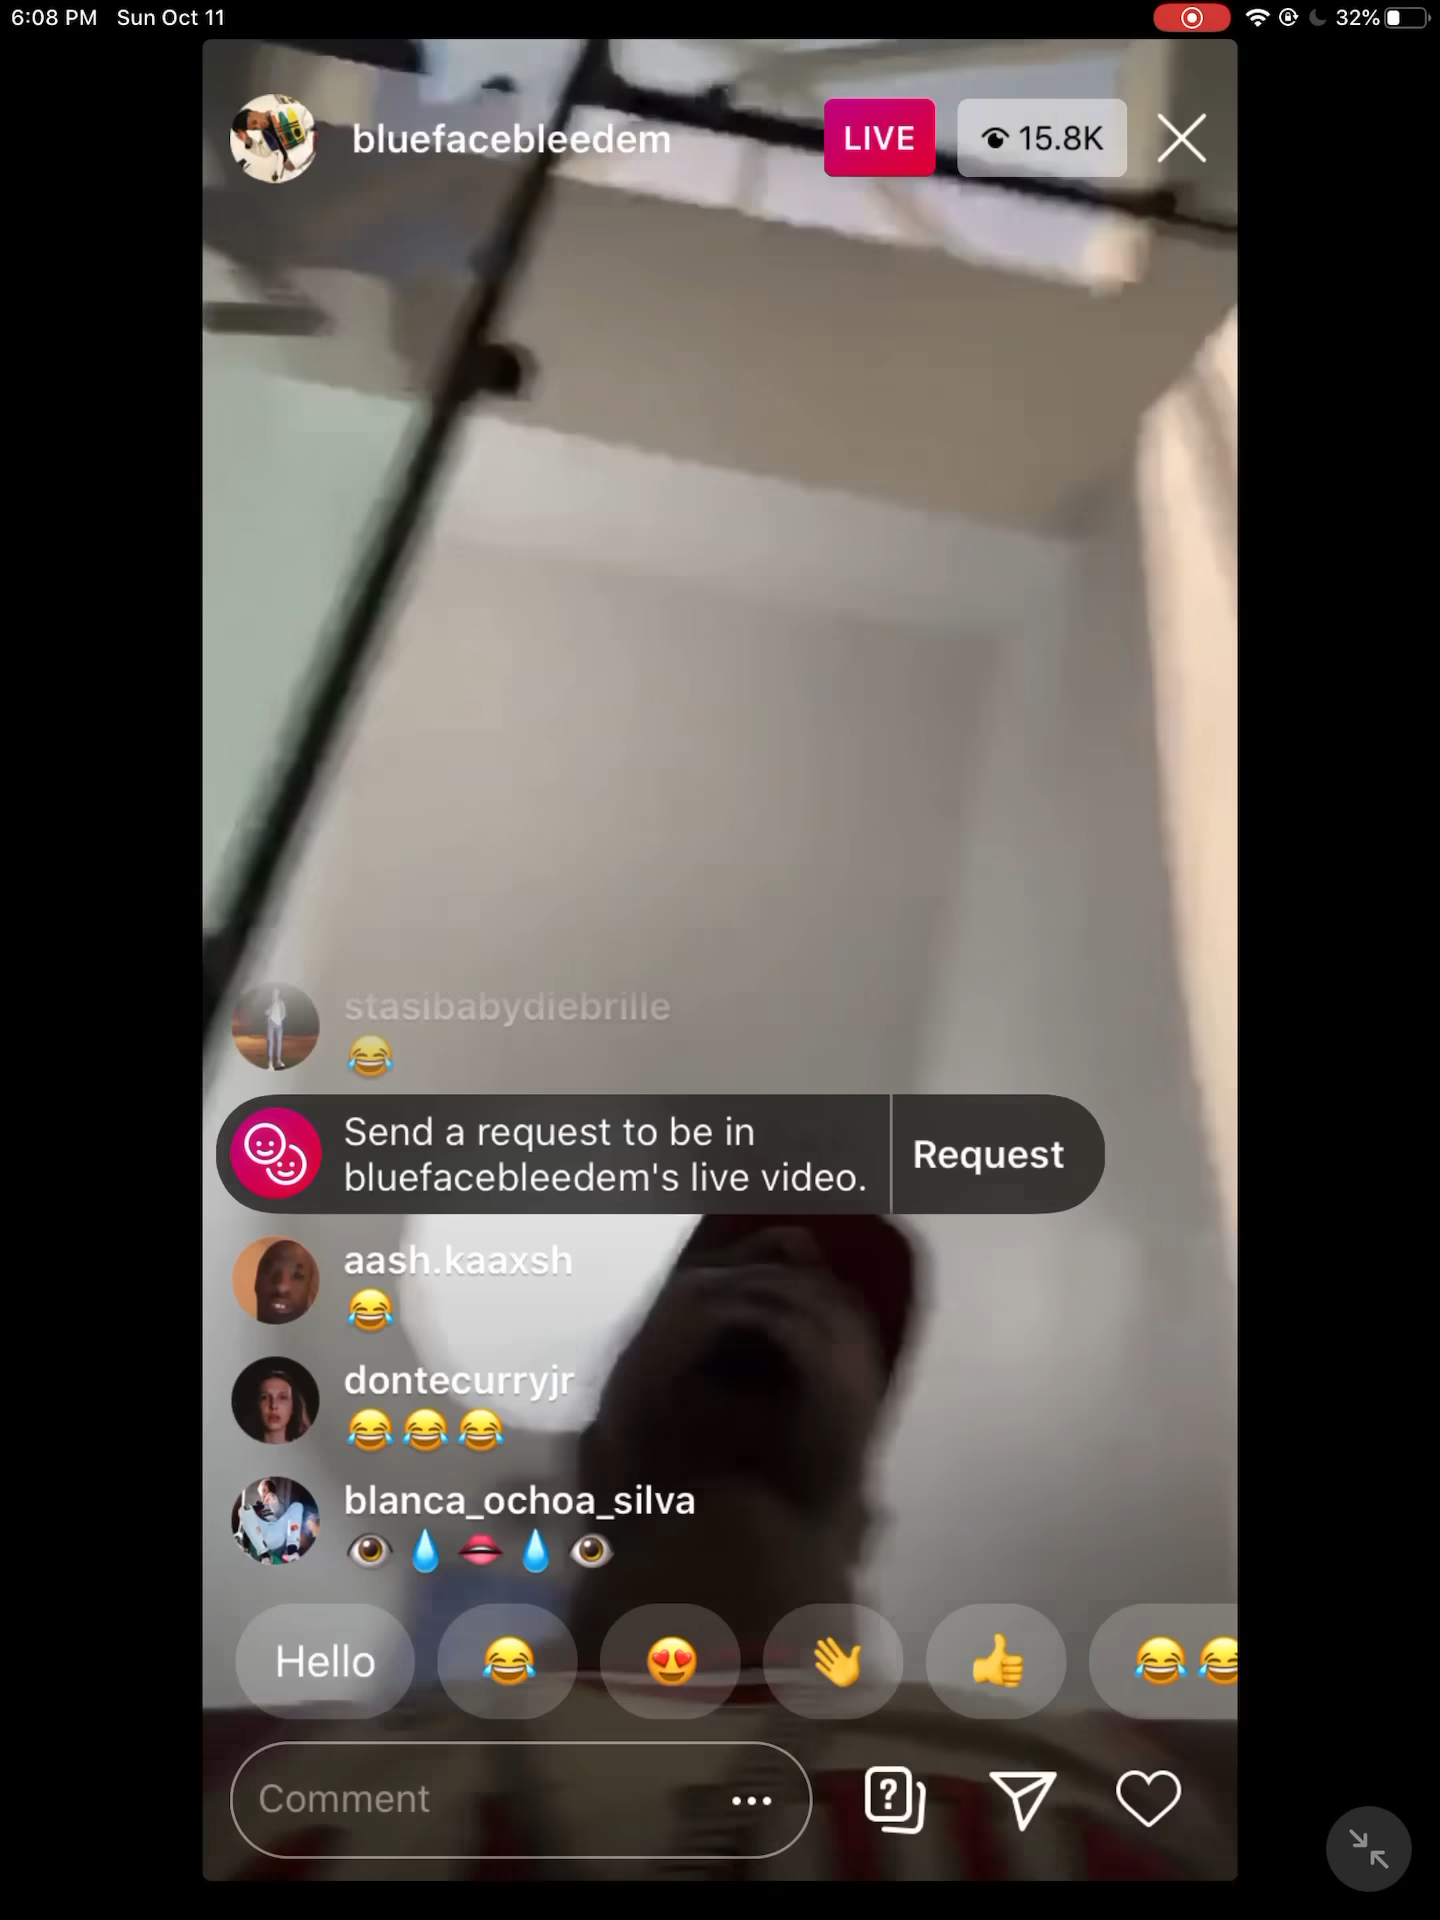 6:08 PM Sun Oct 11
32%
bluefacebleedem
LIVE
15.8K
stasibabydiebrille
😂
Send a request to be in
bluefacebleedem's live video.
Request
aash.kaaxsh
😂
dontecurryjr
😂😂😂
blanca_ochoa_silva
👁💧👄💧👁
Hello 😂 😍 👋 👍 😂😂
Comment